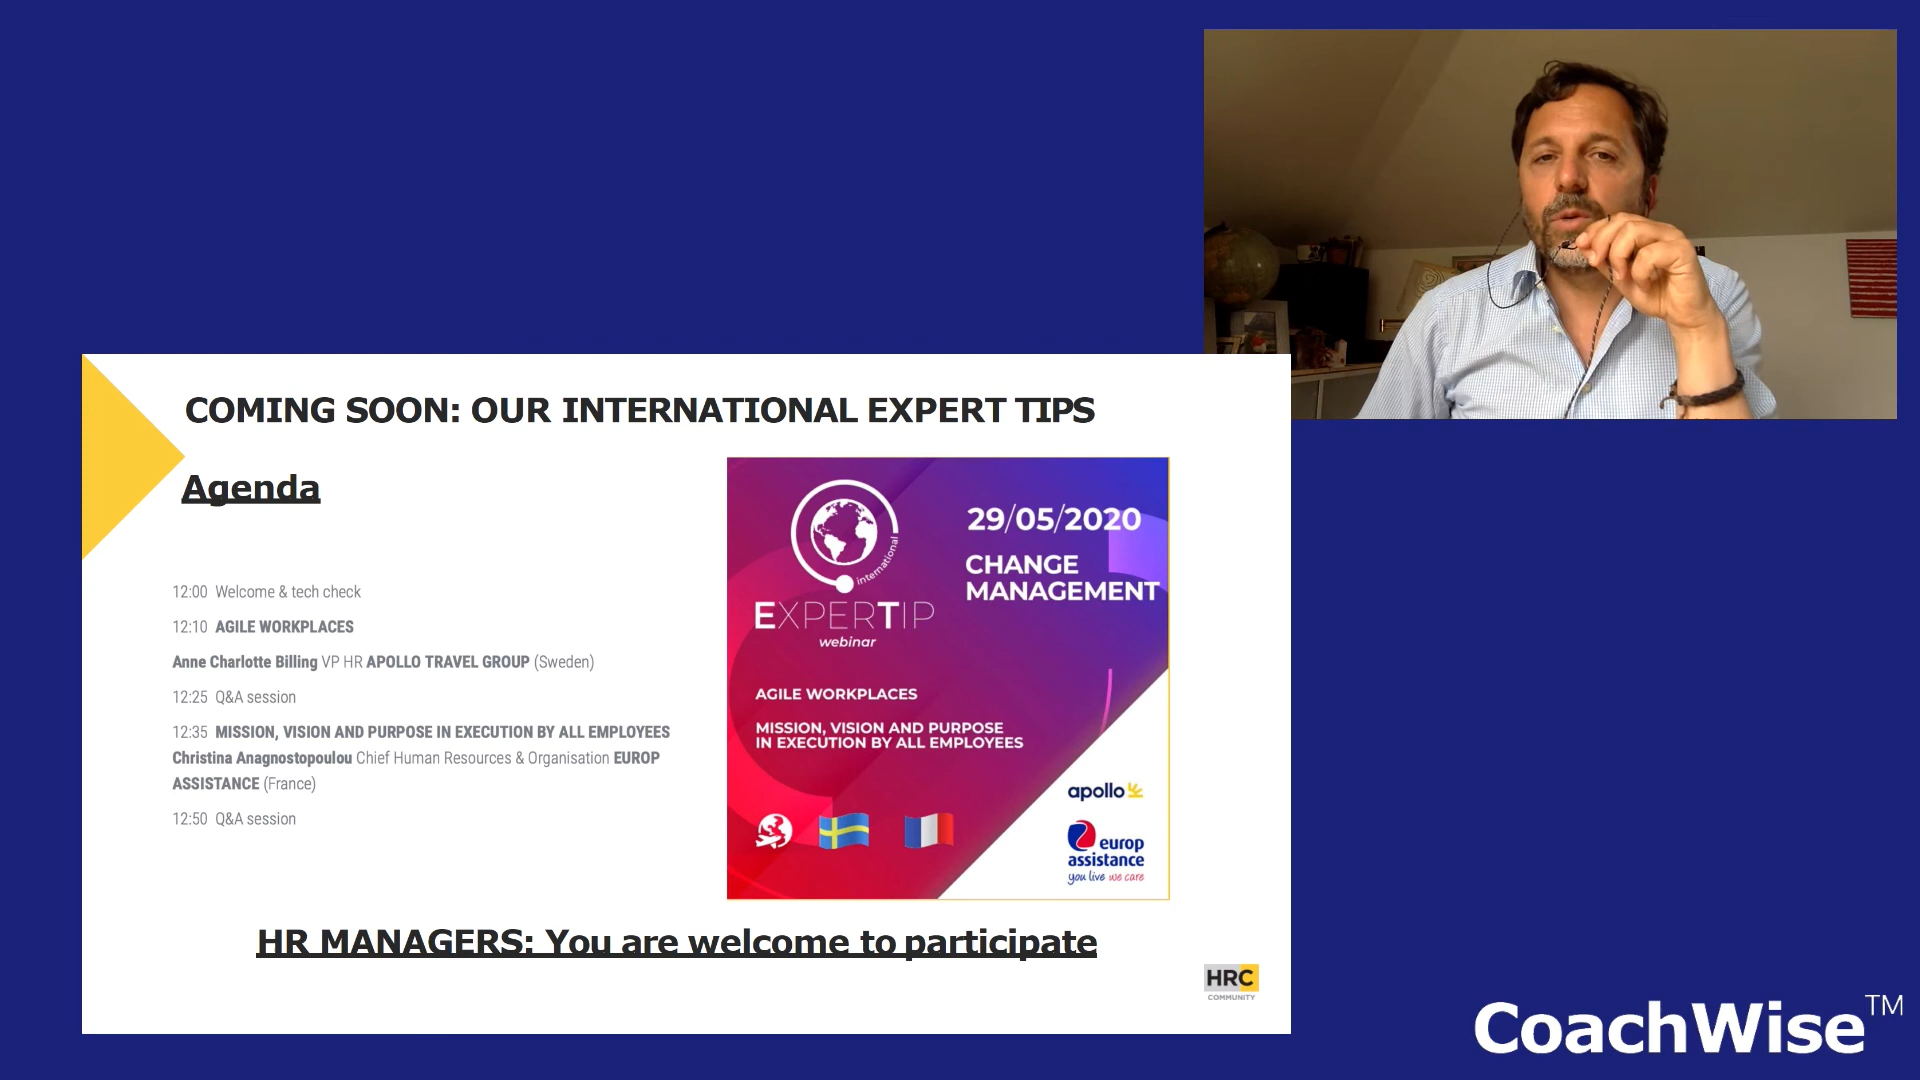 COMING SOON: OUR INTERNATIONAL EXPERT TIPS
Agenda
12:00 Welcome & tech check
12:10 AGILE WORKPLACES
Anne Charlotte Billing VP HR APOLLO TRAVEL GROUP (Sweden)
12:25 Q&A session
12:35 MISSION, VISION AND PURPOSE IN EXECUTION BY ALL EMPLOYEES
Christina Anagnostopoulou Chief Human Resources & Organisation EUROP
ASSISTANCE (France)
12:50 Q&A session
international
EXPERTIP
webinar
29/05/2020
CHANGE
MANAGEMENT
AGILE WORKPLACES
MISSION, VISION AND PURPOSE
IN EXECUTION BY ALL EMPLOYEES
apollo
europ
assistance
you live we care
HR MANAGERS: You are welcome to participate
HRC
COMMUNITY
CoachWise™